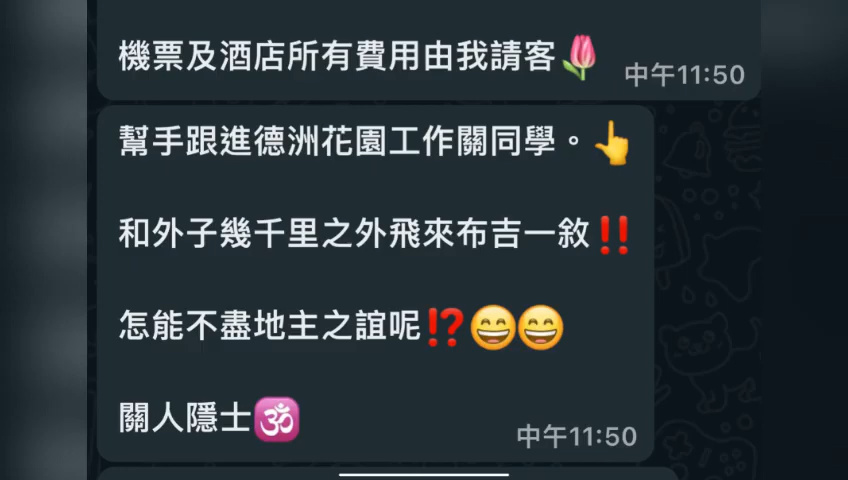 機票及酒店所有費用由我請客🌷
中午11:50
幫手跟進德洲花園工作關同學。👆
和外子幾千里之外飛來布吉一敘‼️
怎能不盡地主之誼呢⁉️😄😄
關人隱士🕉️
中午11:50